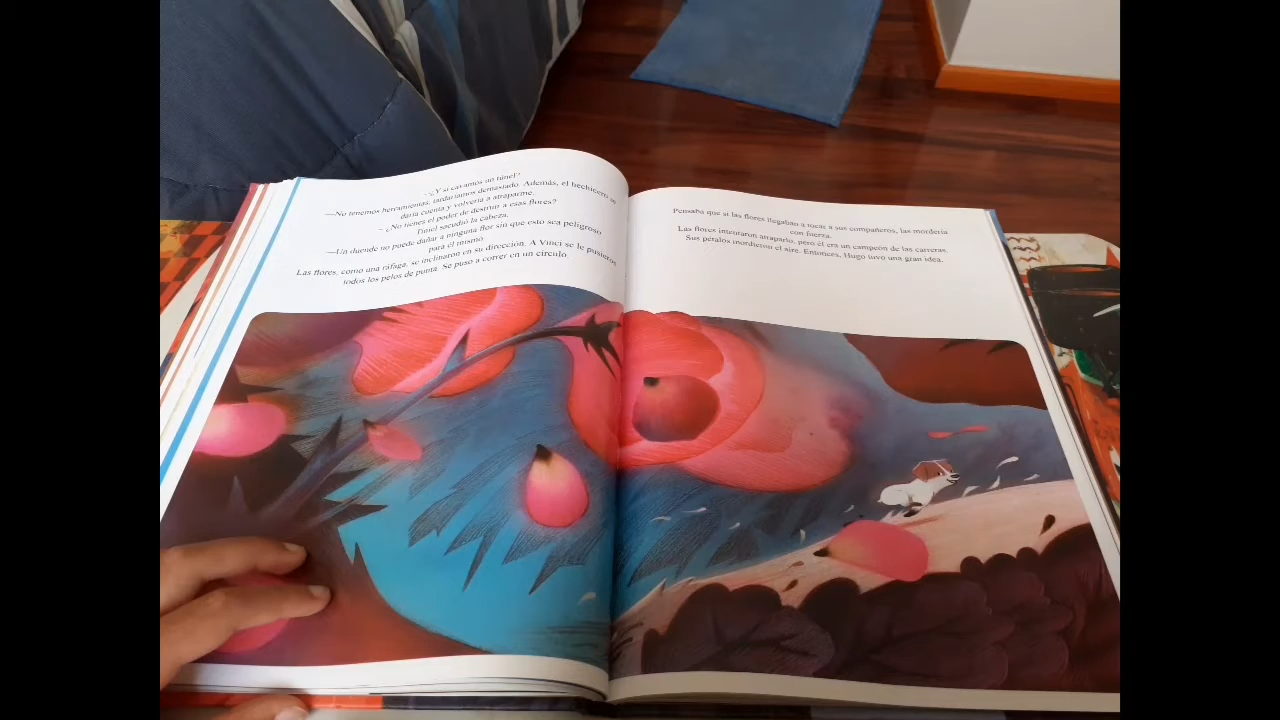 —¿Y si cavamos un túnel?
—No tenemos herramientas, tardaríamos demasiado. Además, el hechicero se
daría cuenta y volvería a atraparme.
—¿No tienes el poder de destruir a esas flores?
Túnel sacudió la cabeza.
—Un duende no puede dañar a ninguna flor sin que esto sea peligroso
para él mismo.
Las flores, como una ráfaga, se inclinaron en su dirección. A Vinci se le pusieron
todos los pelos de punta. Se puso a correr en un círculo.
Pensaba que si las flores llegaban a tocar a sus compañeros, las mordería
con fuerza.
Las flores intentaron atraparlo, pero él era un campeón de las carreras.
Sus pétalos mordieron el aire. Entonces, Hugo tuvo una gran idea.